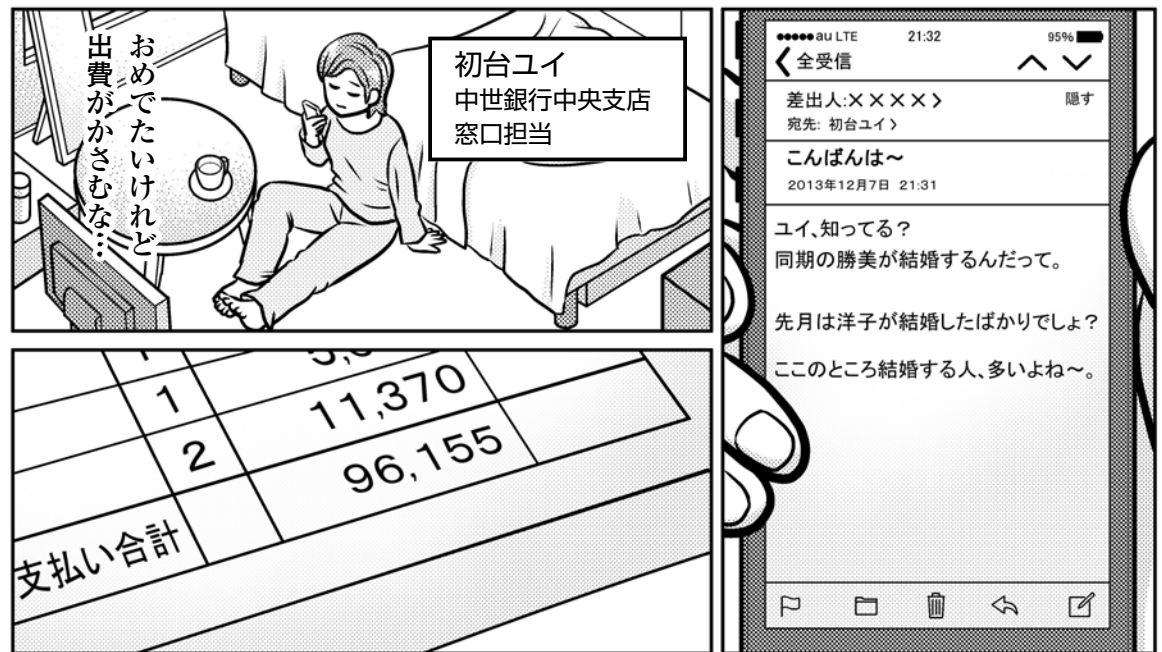 ●●●●●au LTE 21:32 95%
全受信
差出人:×××× 隠す
宛先: 初台ユイ
こんばんは～
2013年12月7日 21:31
ユイ、知ってる？
同期の勝美が結婚するんだって。
先月は洋子が結婚したばかりでしょ？
ここのところ結婚する人、多いよね～。
初台ユイ
中世銀行中央支店
窓口担当
おめでたいけれど
出費がかさむな…
1
11,370
2
96,155
支払い合計